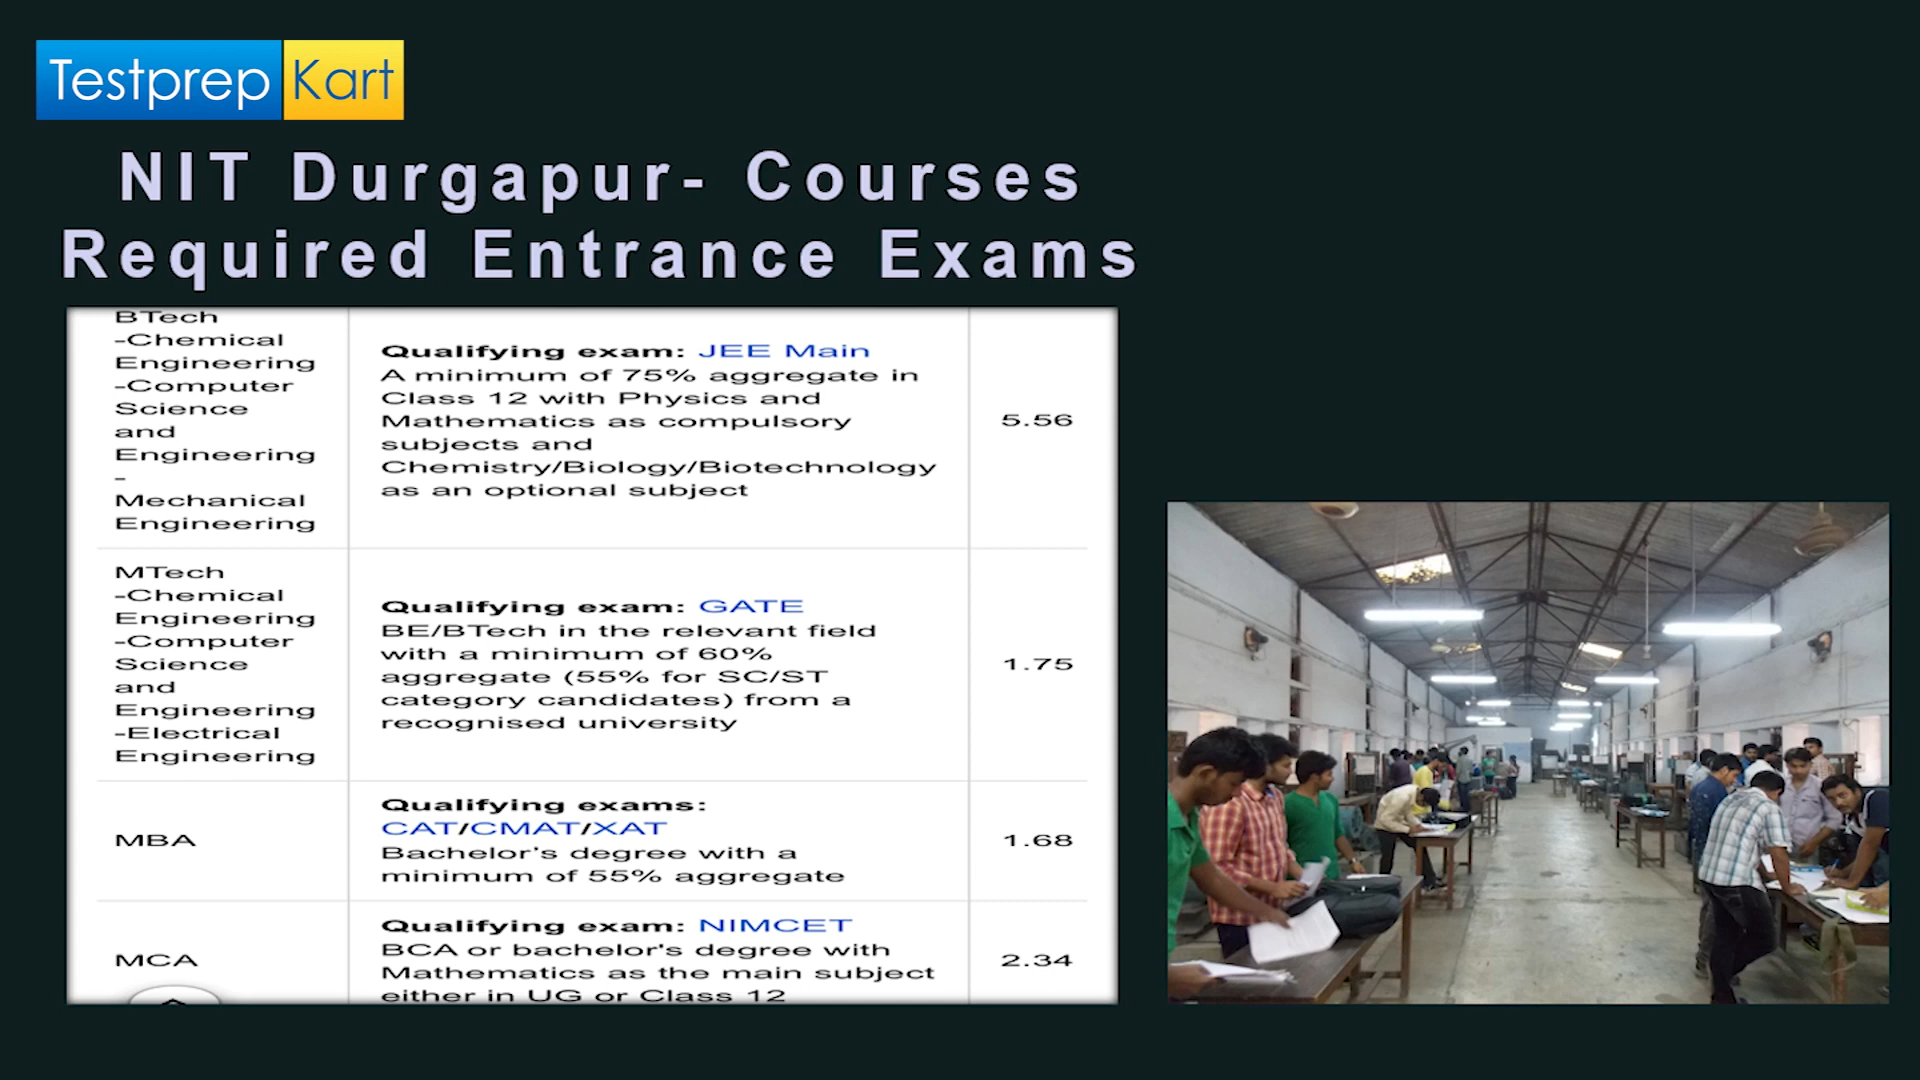 Testprep Kart
NIT Durgapur- Courses
Required Entrance Exams
BTech
-Chemical
Engineering
-Computer
Science
and
Engineering
-
Mechanical
Engineering
Qualifying exam: JEE Main
A minimum of 75% aggregate in
Class 12 with Physics and
Mathematics as compulsory
subjects and
Chemistry/Biology/Biotechnology
as an optional subject
5.56
MTech
-Chemical
Engineering
-Computer
Science
and
Engineering
-Electrical
Engineering
Qualifying exam: GATE
BE/BTech in the relevant field
with a minimum of 60%
aggregate (55% for SC/ST
category candidates) from a
recognised university
1.75
MBA
Qualifying exams:
CAT/CMAT/XAT
Bachelor's degree with a
minimum of 55% aggregate
1.68
MCA
Qualifying exam: NIMCET
BCA or bachelor's degree with
Mathematics as the main subject
either in UG or Class 12
2.34